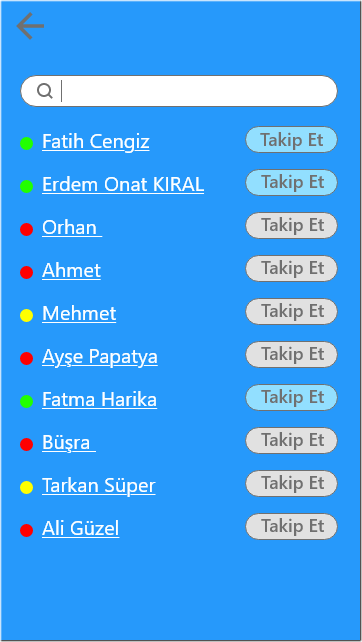 Fatih Cengiz Takip Et
Erdem Onat KIRAL Takip Et
Orhan Takip Et
Ahmet Takip Et
Mehmet Takip Et
Ayşe Papatya Takip Et
Fatma Harika Takip Et
Büşra Takip Et
Tarkan Süper Takip Et
Ali Güzel Takip Et